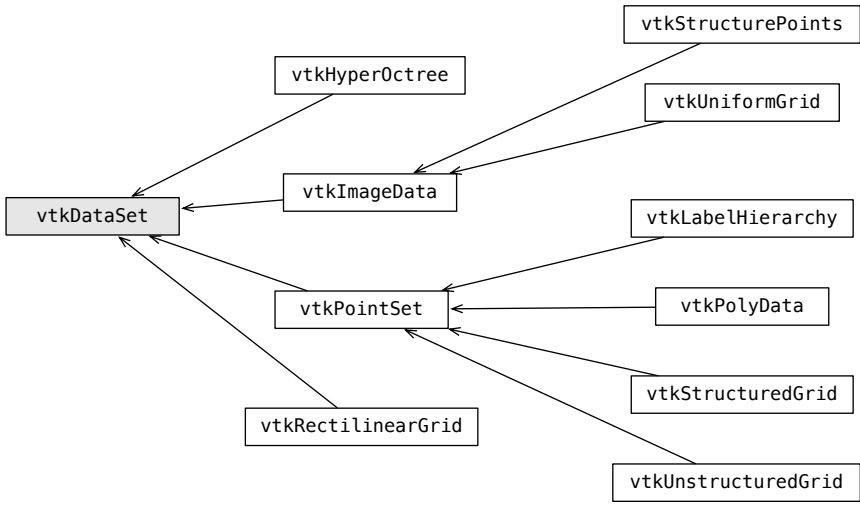 vtkStructurePoints
vtkHyperOctree
vtkUniformGrid
vtkImageData
vtkDataSet
vtkLabelHierarchy
vtkPointSet
vtkPolyData
vtkStructuredGrid
vtkRectilinearGrid
vtkUnstructuredGrid